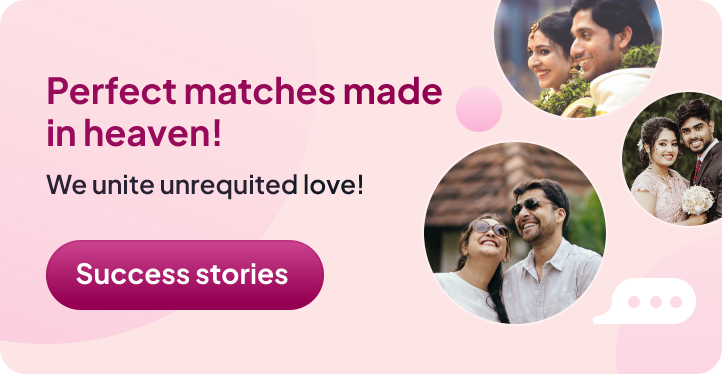 Perfect matches made
in heaven!
We unite unrequited love!
Success stories